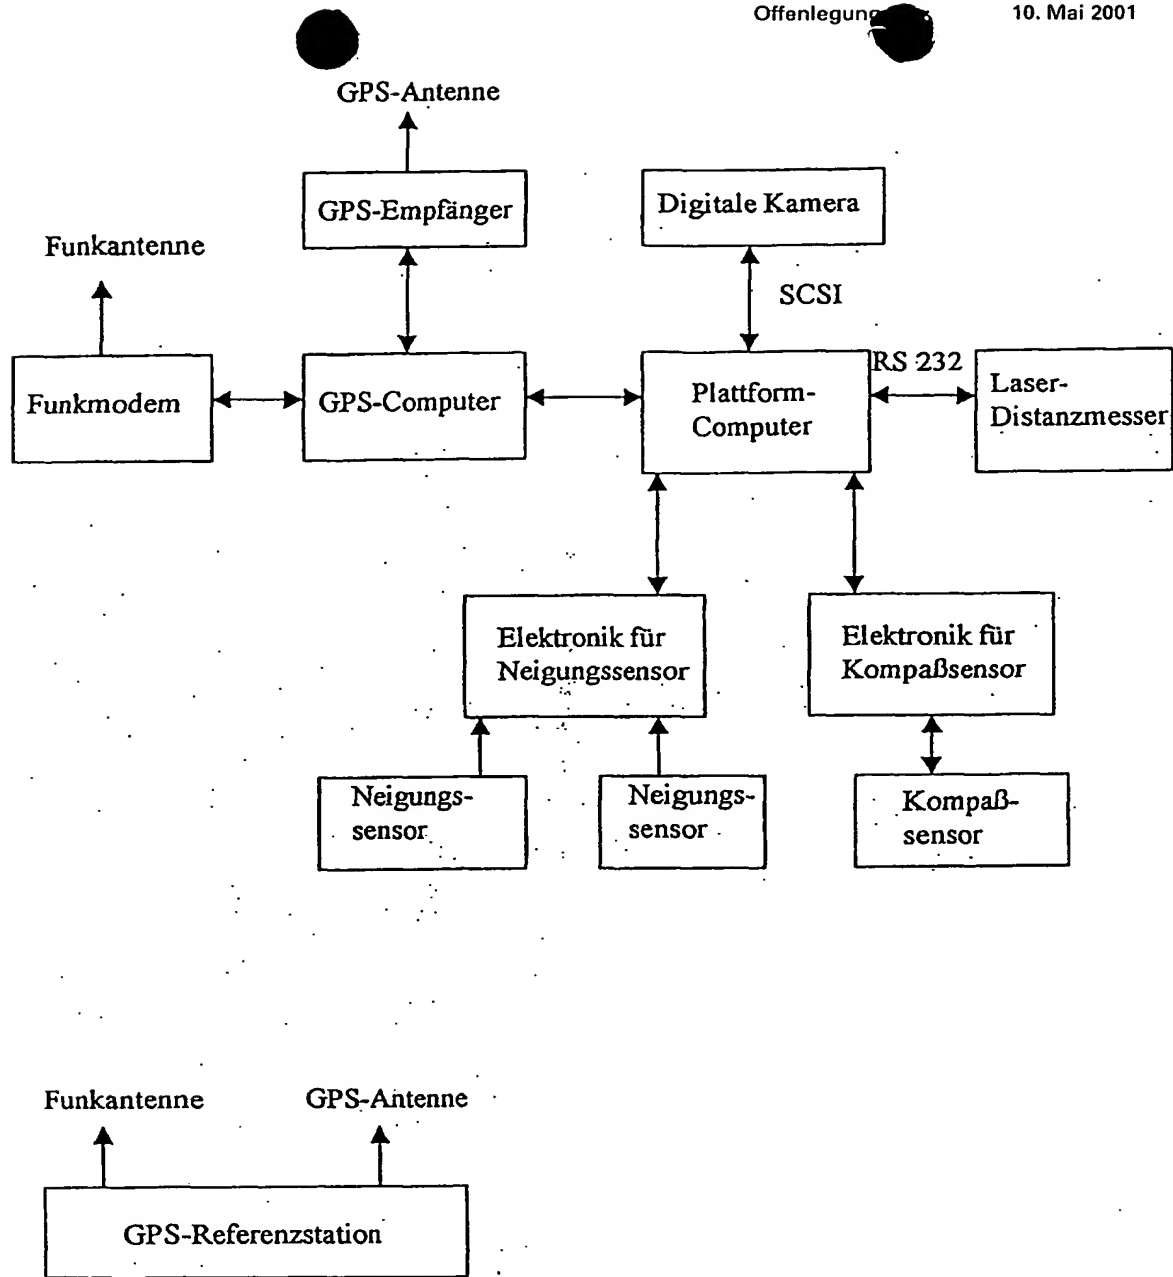 10. Mai 2001
GPS-Antenne
GPS-Empfänger
Digitale Kamera
Funkantenne
SCSI
Funkmodem
GPS-Computer
Plattform-
Computer
RS 232
Laser-
Distanzmesser
Elektronik für
Neigungssensor
Elektronik für
Kompaßsensor
Neigungs-
sensor
Neigungs-
sensor
Kompaß-
sensor
Funkantenne
GPS-Antenne
GPS-Referenzstation